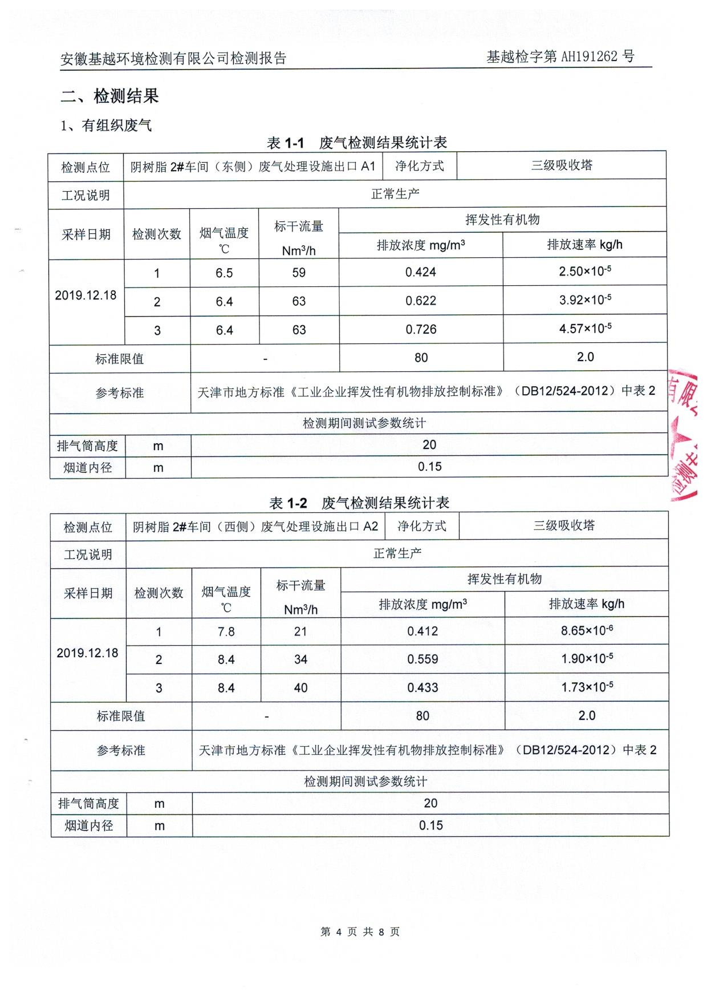 安徽基越环境检测有限公司检测报告 基越检字第 AH191262 号
二、检测结果
1、有组织废气
表 1-1 废气检测结果统计表
检测点位 阴树脂 2#车间（东侧）废气处理设施出口 A1 净化方式 三级吸收塔
工况说明 正常生产
采样日期 检测次数 烟气温度 ℃ 标干流量 Nm³/h 挥发性有机物
排放浓度 mg/m³ 排放速率 kg/h
2019.12.18
1 6.5 59 0.424 2.50×10⁻⁵
2 6.4 63 0.622 3.92×10⁻⁵
3 6.4 63 0.726 4.57×10⁻⁵
标准限值 - 80 2.0
参考标准 天津市地方标准《工业企业挥发性有机物排放控制标准》（DB12/524-2012）中表 2
检测期间测试参数统计
排气筒高度 m 20
烟道内径 m 0.15
有限公
检测专
表 1-2 废气检测结果统计表
检测点位 阴树脂 2#车间（西侧）废气处理设施出口 A2 净化方式 三级吸收塔
工况说明 正常生产
采样日期 检测次数 烟气温度 ℃ 标干流量 Nm³/h 挥发性有机物
排放浓度 mg/m³ 排放速率 kg/h
2019.12.18
1 7.8 21 0.412 8.65×10⁻⁶
2 8.4 34 0.559 1.90×10⁻⁵
3 8.4 40 0.433 1.73×10⁻⁵
标准限值 - 80 2.0
参考标准 天津市地方标准《工业企业挥发性有机物排放控制标准》（DB12/524-2012）中表 2
检测期间测试参数统计
排气筒高度 m 20
烟道内径 m 0.15
第 4 页 共 8 页